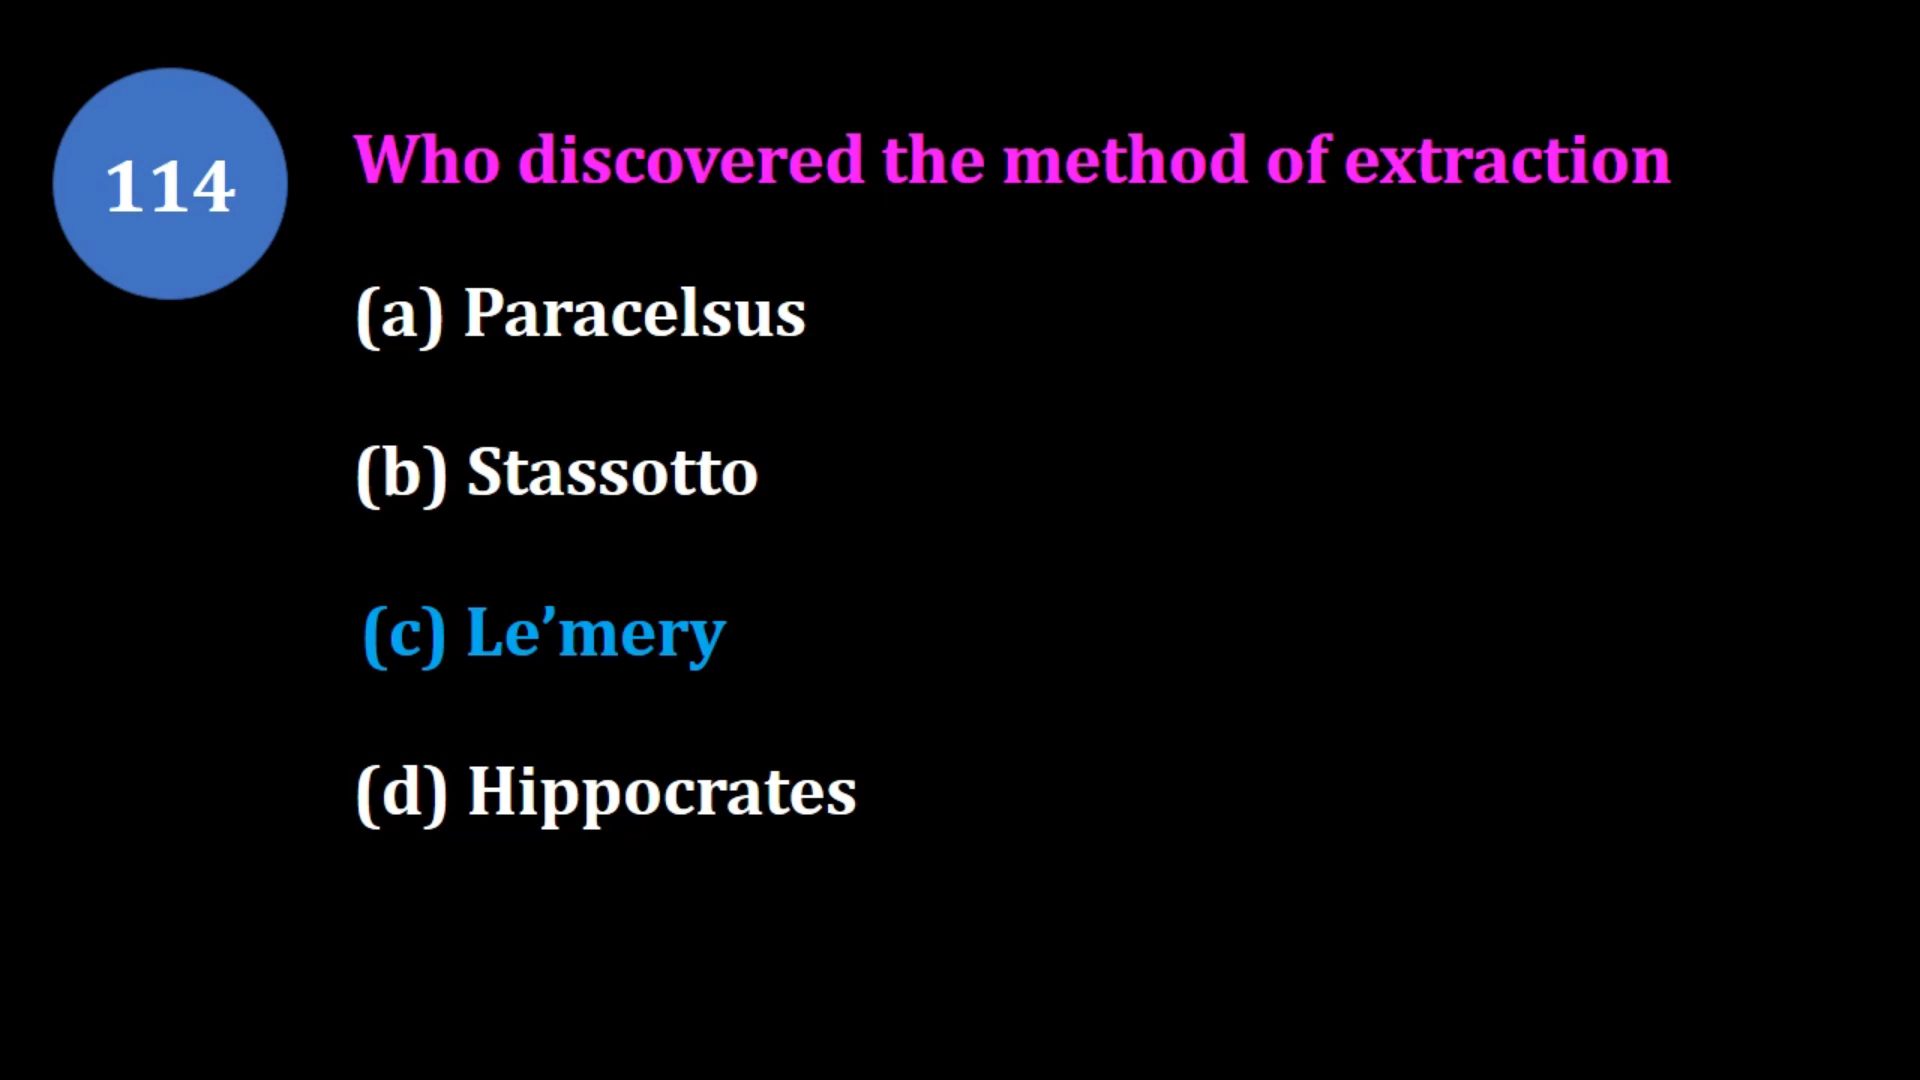 114
Who discovered the method of extraction
(a) Paracelsus
(b) Stassotto
(c) Le’mery
(d) Hippocrates